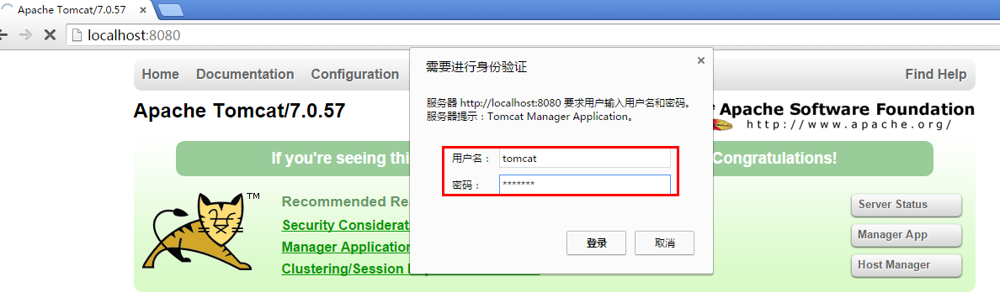 Apache Tomcat/7.0.57
localhost:8080
Home Documentation Configuration Find Help
需要进行身份验证
服务器 http://localhost:8080 要求用户输入用户名和密码。
服务器提示：Tomcat Manager Application。
Apache Tomcat/7.0.57
Apache Software Foundation
http://www.apache.org/
用户名： tomcat
密码： *******
If you're seeing Congratulations!
TM
Recommended
Security
Manager Application
Clustering/Session
Server Status
Manager App
Host Manager
登录 取消